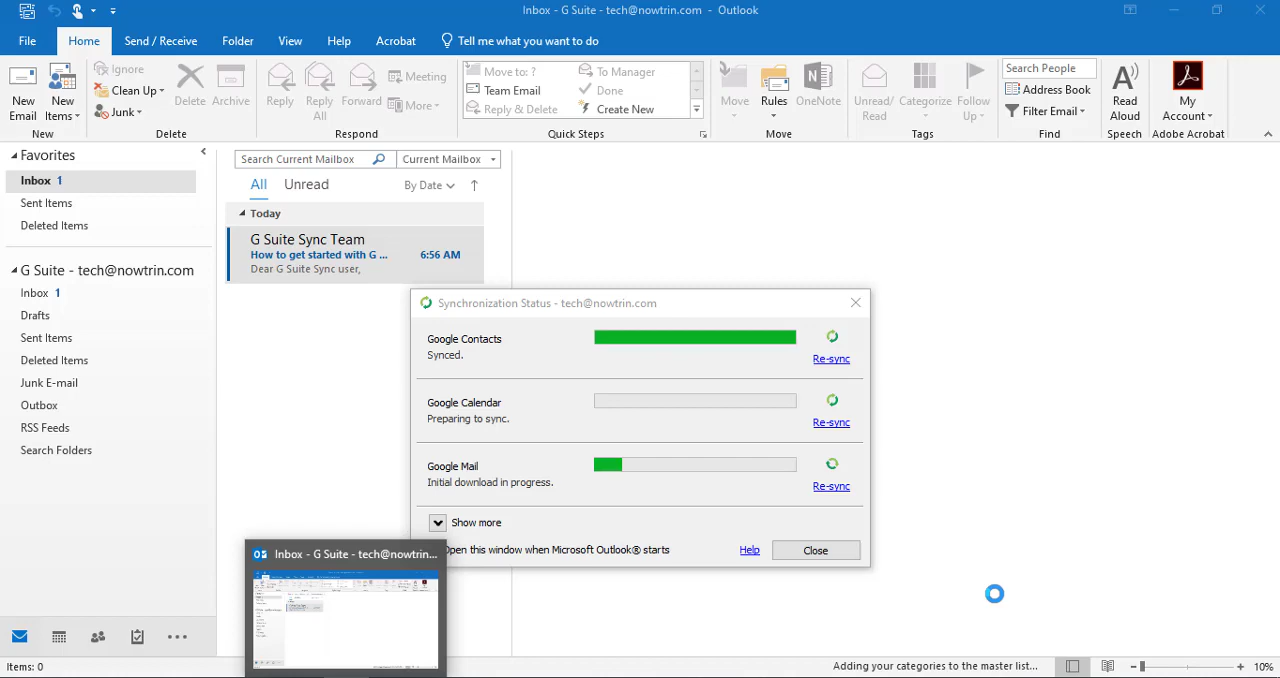 Inbox - G Suite - tech@nowtrin.com - Outlook
File Home Send / Receive Folder View Help Acrobat Tell me what you want to do
New Email
New Items
New
Ignore
Clean Up
Junk
Delete
Archive
Delete
Reply
Reply All
Forward
Meeting
More
Respond
Move to: ?
Team Email
Reply & Delete
To Manager
Done
Create New
Quick Steps
Move
Rules
OneNote
Move
Unread/ Read
Categorize
Follow Up
Tags
Search People
Address Book
Filter Email
Find
Read Aloud
Speech
My Account
Adobe Acrobat
Favorites
Inbox 1
Sent Items
Deleted Items
G Suite - tech@nowtrin.com
Inbox 1
Drafts
Sent Items
Deleted Items
Junk E-mail
Outbox
RSS Feeds
Search Folders
Search Current Mailbox
Current Mailbox
All Unread By Date
Today
G Suite Sync Team
How to get started with G ... 6:56 AM
Dear G Suite Sync user,
Synchronization Status - tech@nowtrin.com
Google Contacts
Synced.
Re-sync
Google Calendar
Preparing to sync.
Re-sync
Google Mail
Initial download in progress.
Re-sync
Show more
Open this window when Microsoft Outlook® starts
Help
Close
Inbox - G Suite - tech@nowtrin...
Items: 0
Adding your categories to the master list...
10%